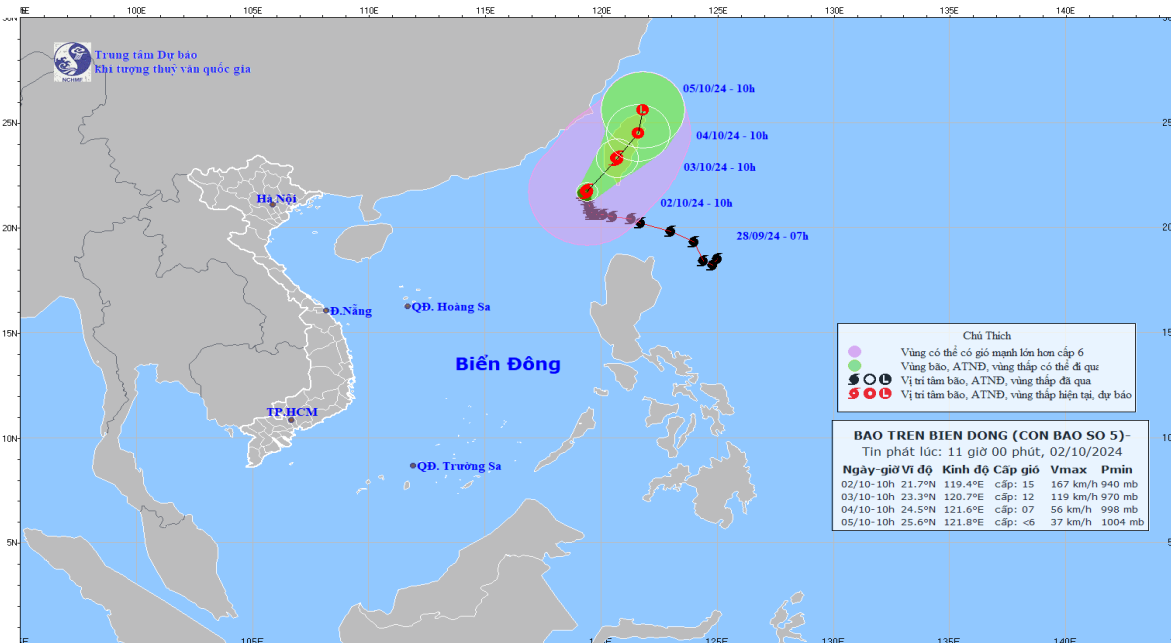 105E 110E 115E 120E 125E 130E 135E 140E
Trung tâm Dự báo
khí tượng thuỷ văn quốc gia
NCHMF
05/10/24 - 10h
25N
04/10/24 - 10h
03/10/24 - 10h
Hà Nội
02/10/24 - 10h
20N
28/09/24 - 07h
Đ.Nẵng
QĐ. Hoàng Sa
15N
Biển Đông
Chú Thích
Vùng có thể có gió mạnh lớn hơn cấp 6
Vùng bão, ATNĐ, vùng thấp có thể đi qua
Vị trí tâm bão, ATNĐ, vùng thấp đã qua
Vị trí tâm bão, ATNĐ, vùng thấp hiện tại, dự báo
TP.HCM
10N
QĐ. Trường Sa
BAO TREN BIEN DONG (CON BAO SO 5)-
Tin phát lúc: 11 giờ 00 phút, 02/10/2024
Ngày-giờ Vĩ độ Kinh độ Cấp gió Vmax Pmin
02/10-10h 21.7°N 119.4°E cấp: 15 167 km/h 940 mb
03/10-10h 23.3°N 120.7°E cấp: 12 119 km/h 970 mb
04/10-10h 24.5°N 121.6°E cấp: 07 56 km/h 998 mb
05/10-10h 25.6°N 121.8°E cấp: <6 37 km/h 1004 mb
5N
105E 110E 125E 130E 135E 140E